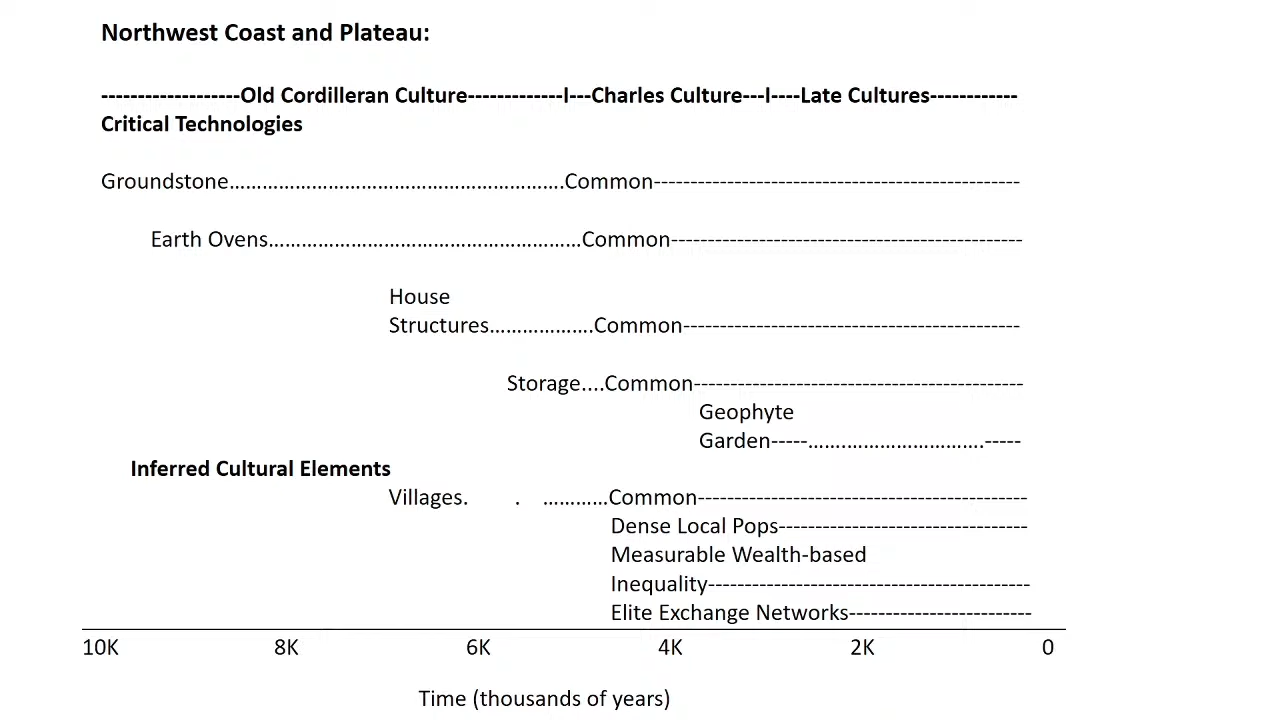 Northwest Coast and Plateau:
-------------------Old Cordilleran Culture-------------I---Charles Culture---I----Late Cultures------------
Critical Technologies
Groundstone…………………………………………………….Common--------------------------------------------------
Earth Ovens…………………………………………………Common------------------------------------------------
House
Structures……………….Common----------------------------------------------
Storage....Common---------------------------------------------
Geophyte
Garden-----…………………………….-----
Inferred Cultural Elements
Villages. . …………Common---------------------------------------------
Dense Local Pops----------------------------------
Measurable Wealth-based
Inequality--------------------------------------------
Elite Exchange Networks-------------------------
10K 8K 6K 4K 2K 0
Time (thousands of years)